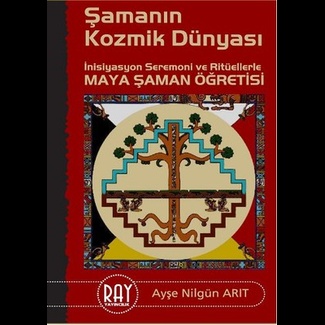 Şamanın
Kozmik Dünyası
İnisiyasyon Seremoni ve Ritüellerle
MAYA ŞAMAN ÖĞRETİSİ
RAY
YAYINCILIK
Ayşe Nilgün ARIT